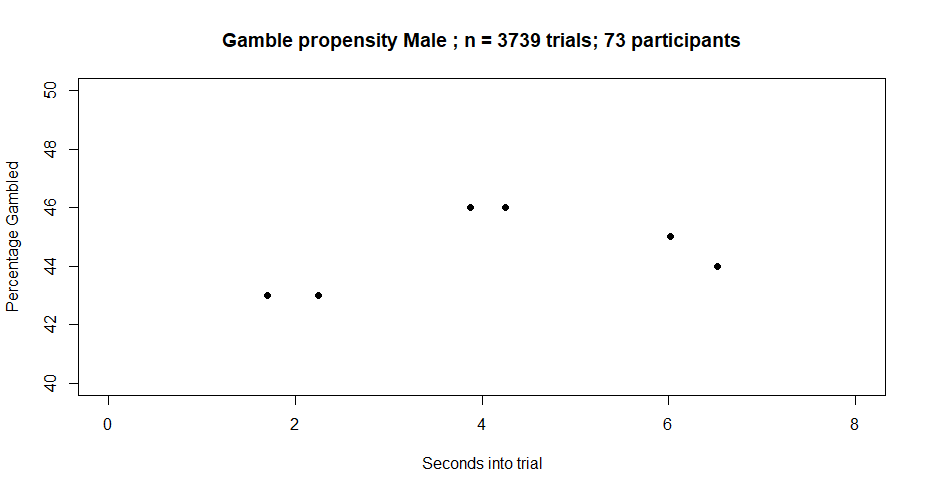 Gamble propensity Male ; n = 3739 trials; 73 participants
Percentage Gambled
50
48
46
44
42
40
0 2 4 6 8
Seconds into trial